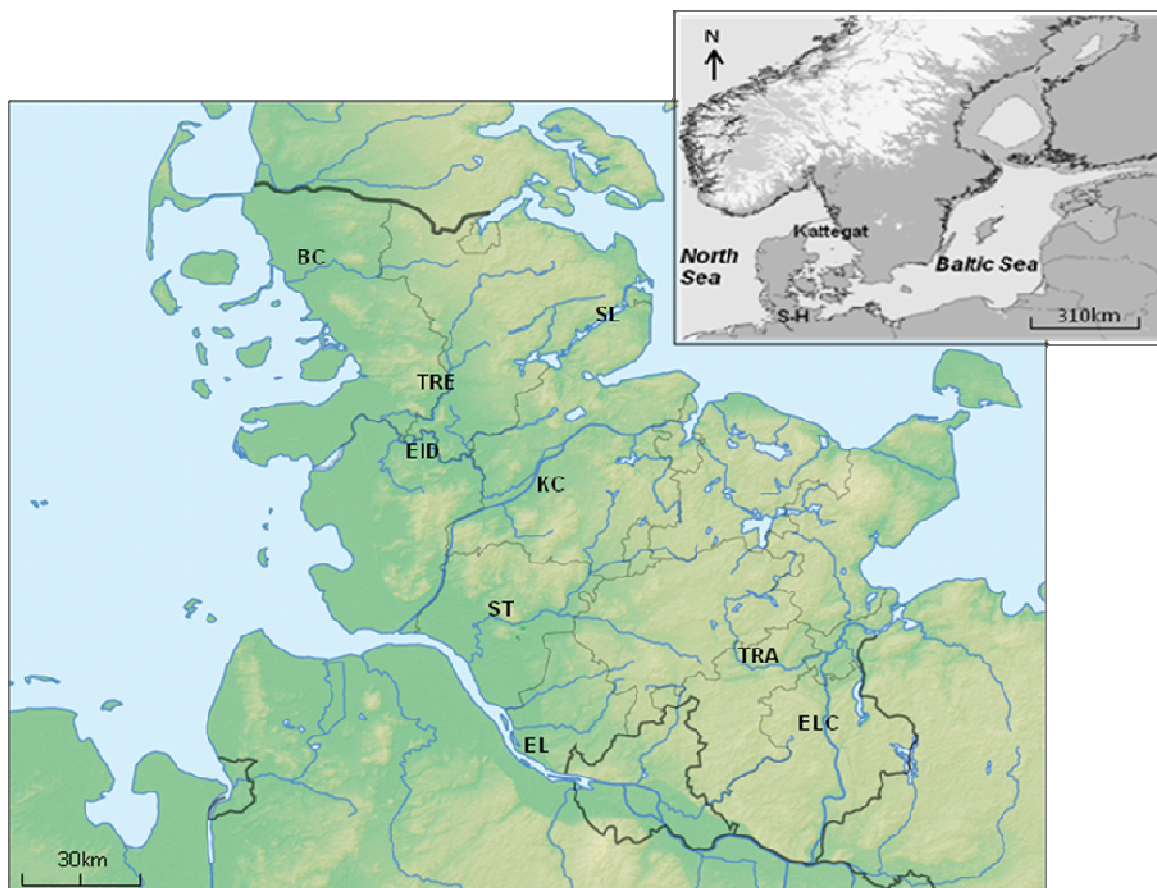 N
Kattegat
North
Sea
Baltic Sea
S-H
310km
BC
SL
TRE
EID
KC
ST
TRA
ELC
EL
30km